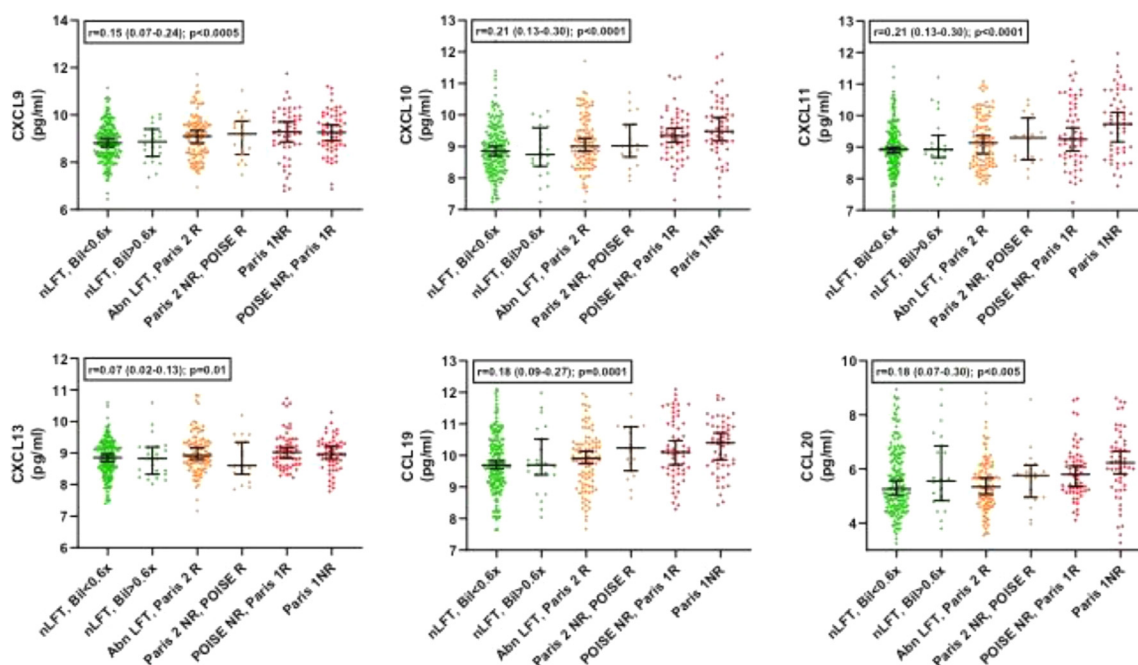 r=0.15 (0.07-0.24); p<0.0005
CXCL9
(pg/ml)
14
12
10
8
6
nLFT, Bil<0.6x
nLFT, Bil>0.6x
Abn LFT, Paris 2 R
Paris 2 NR, POISE R
Paris 1NR
POISE NR, Paris 1R
r=0.21 (0.13-0.30); p<0.0001
CXCL10
(pg/ml)
13
12
11
10
9
8
7
nLFT, Bil<0.6x
nLFT, Bil>0.6x
Abn LFT, Paris 2 R
Paris 2 NR, POISE R
POISE NR, Paris 1R
Paris 1NR
r=0.21 (0.13-0.30); p<0.0001
CXCL11
(pg/ml)
13
12
11
10
9
8
7
nLFT, Bil<0.6x
nLFT, Bil>0.6x
Abn LFT, Paris 2 R
Paris 2 NR, POISE R
POISE NR, Paris 1R
Paris 1NR
r=0.07 (0.02-0.13); p=0.01
CXCL13
(pg/ml)
12
11
10
9
8
7
6
nLFT, Bil<0.6x
nLFT, Bil>0.6x
Abn LFT, Paris 2 R
Paris 2 NR, POISE R
POISE NR, Paris 1R
Paris 1NR
r=0.18 (0.09-0.27); p=0.0001
CCL19
(pg/ml)
13
12
11
10
9
8
7
nLFT, Bil<0.6x
nLFT, Bil>0.6x
Abn LFT, Paris 2 R
Paris 2 NR, POISE R
POISE NR, Paris 1R
Paris 1NR
r=0.18 (0.07-0.30); p<0.005
CCL20
(pg/ml)
10
8
6
4
nLFT, Bil<0.6x
nLFT, Bil>0.6x
Abn LFT, Paris 2 R
Paris 2 NR, POISE R
POISE NR, Paris 1R
Paris 1NR